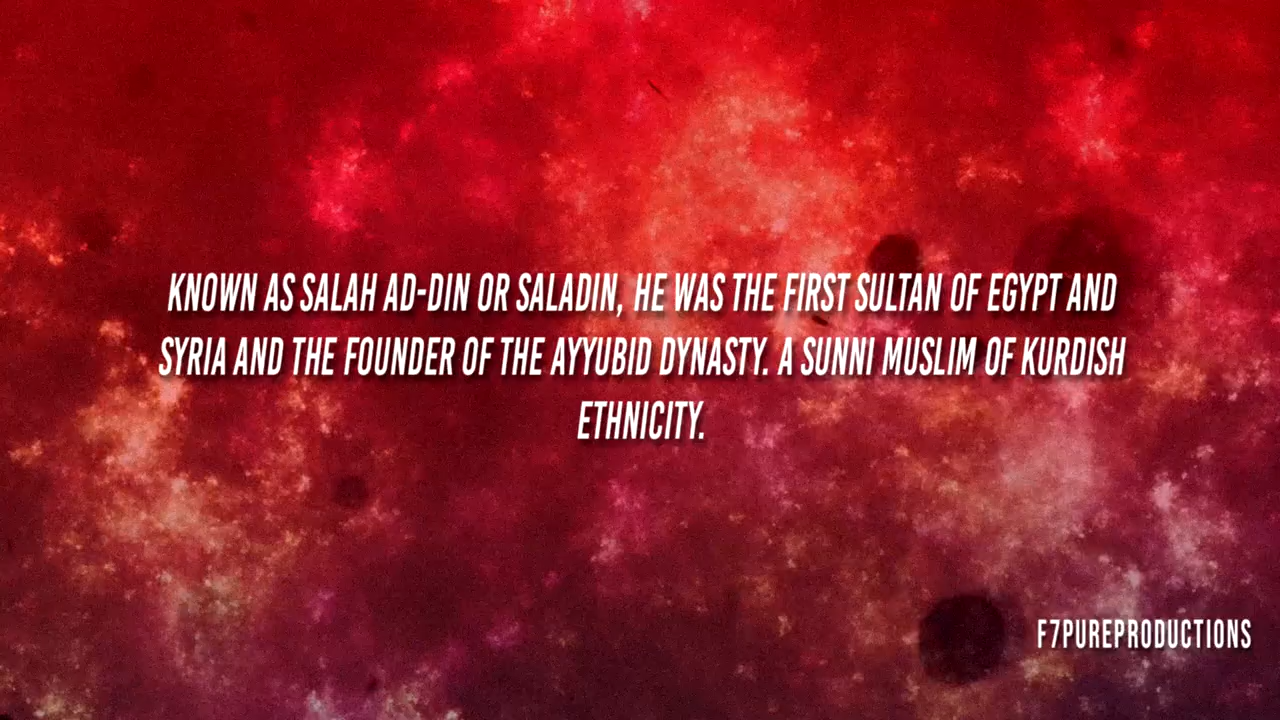 KNOWN AS SALAH AD-DIN OR SALADIN, HE WAS THE FIRST SULTAN OF EGYPT AND
SYRIA AND THE FOUNDER OF THE AYYUBID DYNASTY. A SUNNI MUSLIM OF KURDISH
ETHNICITY.
F7PUREPRODUCTIONS